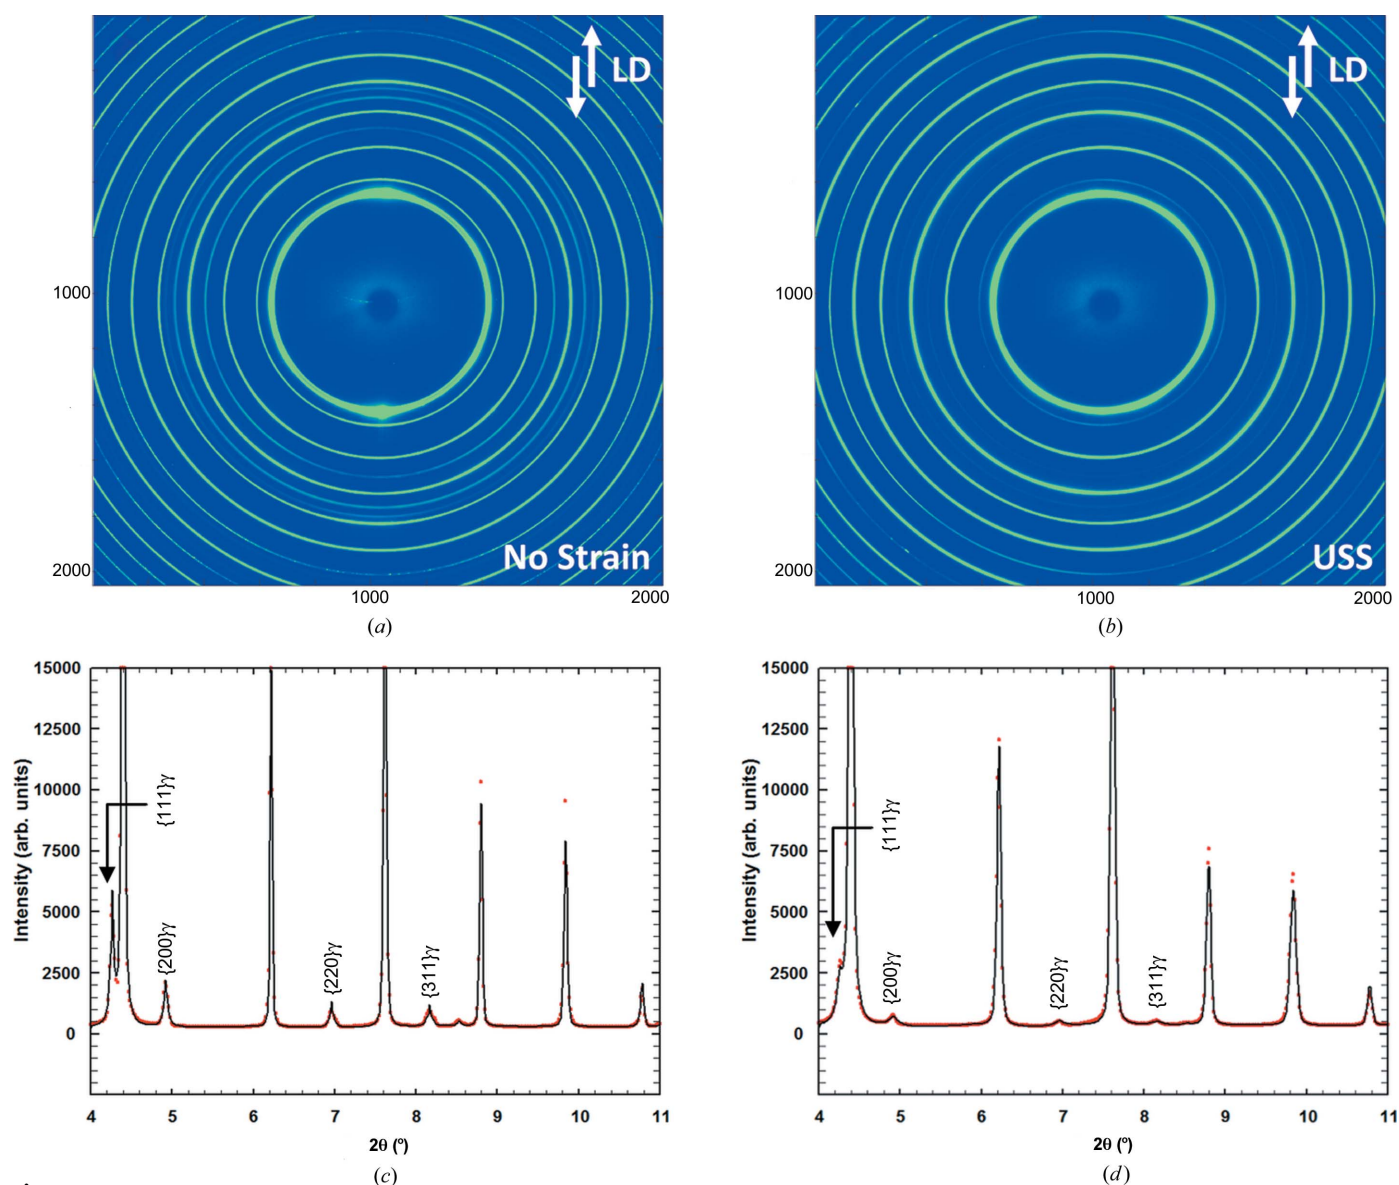 LD LD
1000 1000
No Strain USS
2000 2000
1000 2000 1000 2000
(a) (b)
15000 15000
12500 12500
10000 10000
7500 7500
5000 5000
2500 2500
0 0
Intensity (arb. units) Intensity (arb. units)
{111}γ {200}γ {220}γ {311}γ {111}γ {200}γ {220}γ {311}γ
4 5 6 7 8 9 10 11 4 5 6 7 8 9 10 11
2θ (º) 2θ (º)
(c) (d)